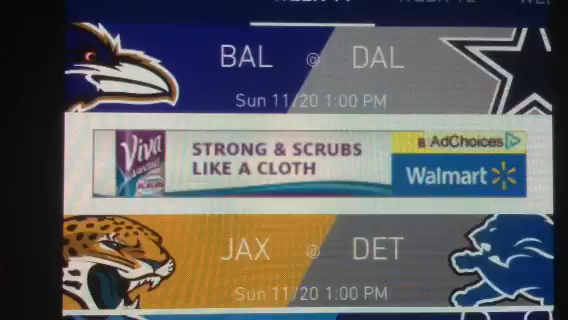 BAL @ DAL
Sun 11/20 1:00 PM
Viva
STRONG & SCRUBS
LIKE A CLOTH
AdChoices
Walmart
JAX @ DET
Sun 11/20 1:00 PM